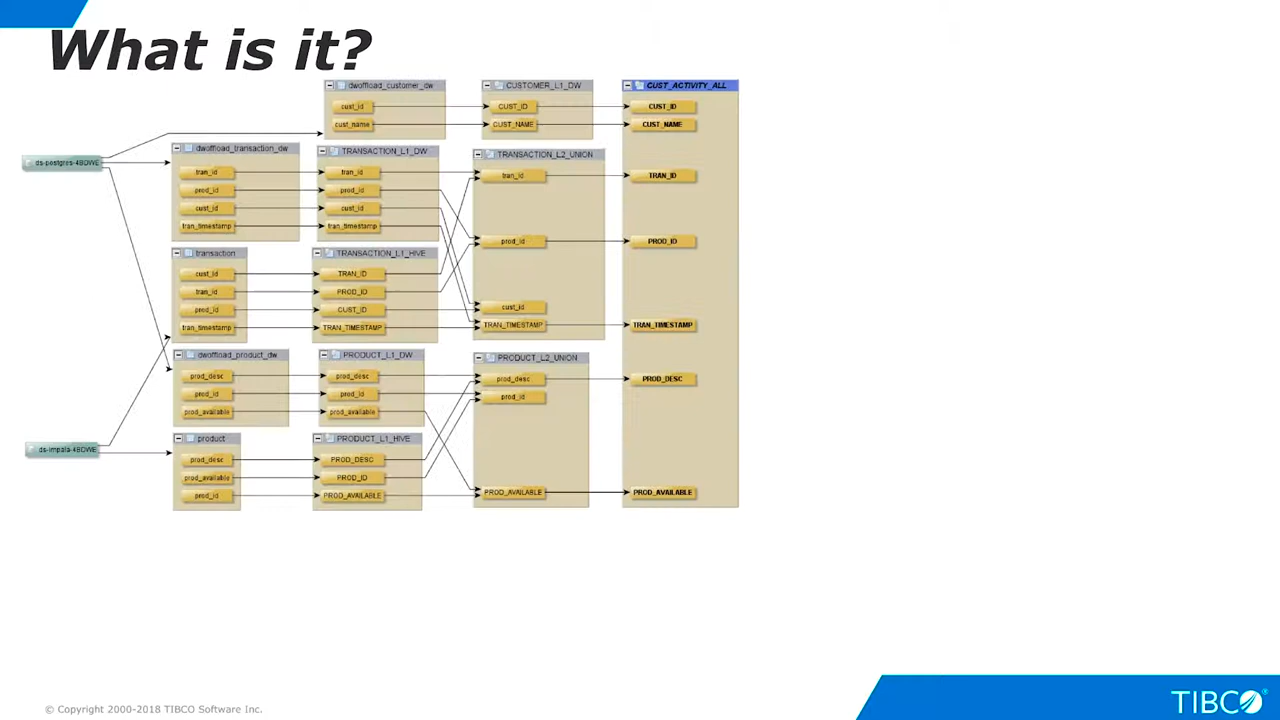 What is it?
dwoffload_customer_dw
cust_id
cust_name
CUSTOMER_L1_DW
CUST_ID
CUST_NAME
CUST_ACTIVITY_ALL
CUST_ID
CUST_NAME
TRAN_ID
PROD_ID
TRAN_TIMESTAMP
PROD_DESC
PROD_AVAILABLE
ds-postgres-4BDWE
dwoffload_transaction_dw
tran_id
prod_id
cust_id
tran_timestamp
TRANSACTION_L1_DW
tran_id
prod_id
cust_id
tran_timestamp
TRANSACTION_L2_UNION
tran_id
prod_id
cust_id
TRAN_TIMESTAMP
transaction
cust_id
tran_id
prod_id
tran_timestamp
TRANSACTION_L1_HIVE
TRAN_ID
PROD_ID
CUST_ID
TRAN_TIMESTAMP
dwoffload_product_dw
prod_desc
prod_id
prod_available
PRODUCT_L1_DW
prod_desc
prod_id
prod_available
PRODUCT_L2_UNION
prod_desc
prod_id
PROD_AVAILABLE
ds-impala-4BDWE
product
prod_desc
prod_available
prod_id
PRODUCT_L1_HIVE
PROD_DESC
PROD_ID
PROD_AVAILABLE
© Copyright 2000-2018 TIBCO Software Inc.
TIBCO®